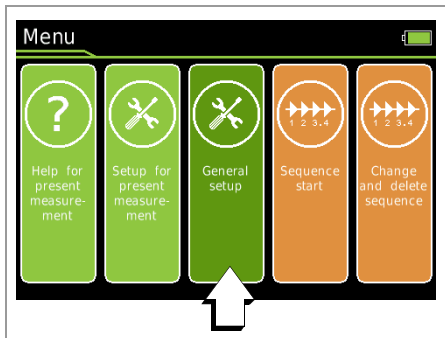 Menu
?
1 2 3.4
1 2 3.4
Help for
present
measure-
ment
Setup for
present
measure-
ment
General
setup
Sequence
start
Change
and delete
sequence